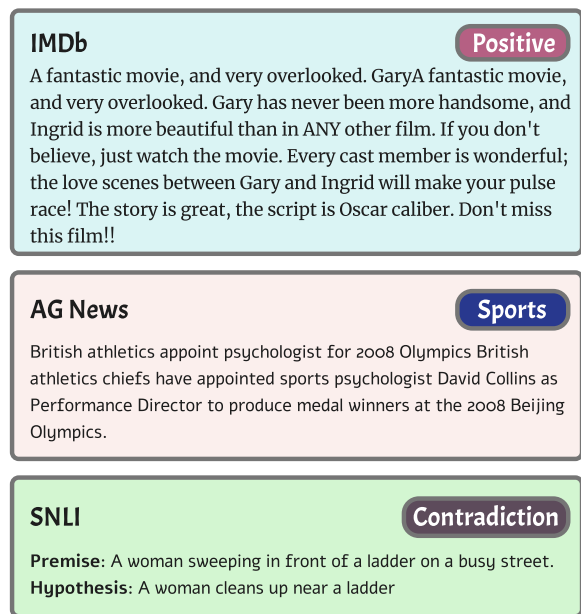 IMDb Positive
A fantastic movie, and very overlooked. GaryA fantastic movie,
and very overlooked. Gary has never been more handsome, and
Ingrid is more beautiful than in ANY other film. If you don't
believe, just watch the movie. Every cast member is wonderful;
the love scenes between Gary and Ingrid will make your pulse
race! The story is great, the script is Oscar caliber. Don't miss
this film!!
AG News Sports
British athletics appoint psychologist for 2008 Olympics British
athletics chiefs have appointed sports psychologist David Collins as
Performance Director to produce medal winners at the 2008 Beijing
Olympics.
SNLI Contradiction
Premise: A woman sweeping in front of a ladder on a busy street.
Hypothesis: A woman cleans up near a ladder